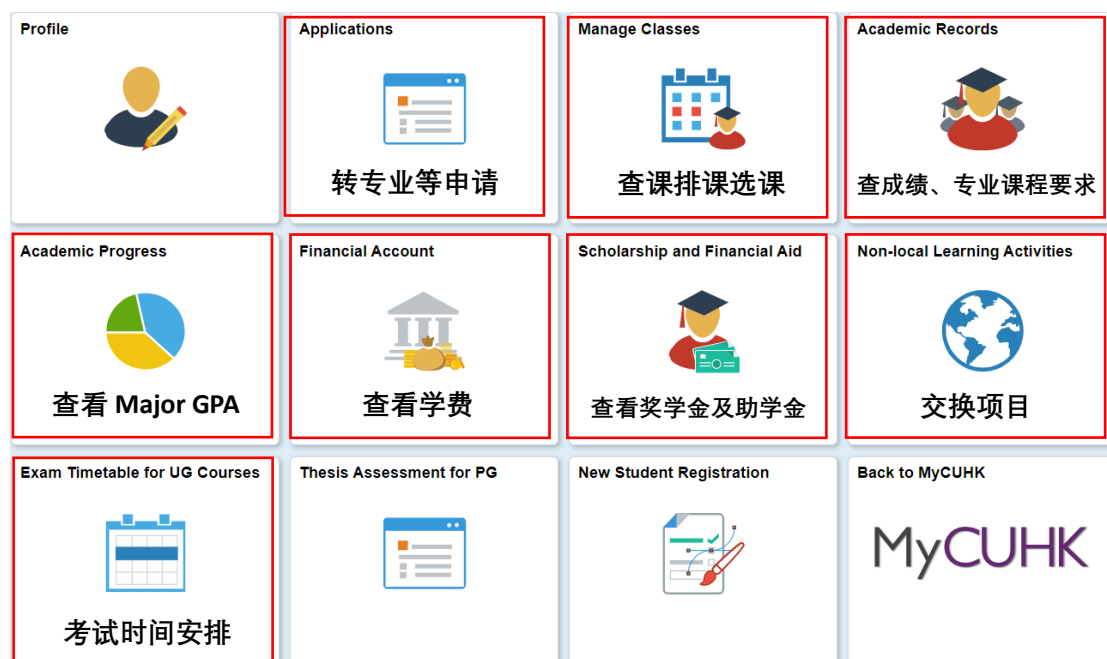 Profile
Applications
转专业等申请
Manage Classes
查课排课选课
Academic Records
查成绩、专业课程要求
Academic Progress
查看 Major GPA
Financial Account
查看学费
Scholarship and Financial Aid
查看奖学金及助学金
Non-local Learning Activities
交换项目
Exam Timetable for UG Courses
考试时间安排
Thesis Assessment for PG
New Student Registration
Back to MyCUHK
MyCUHK